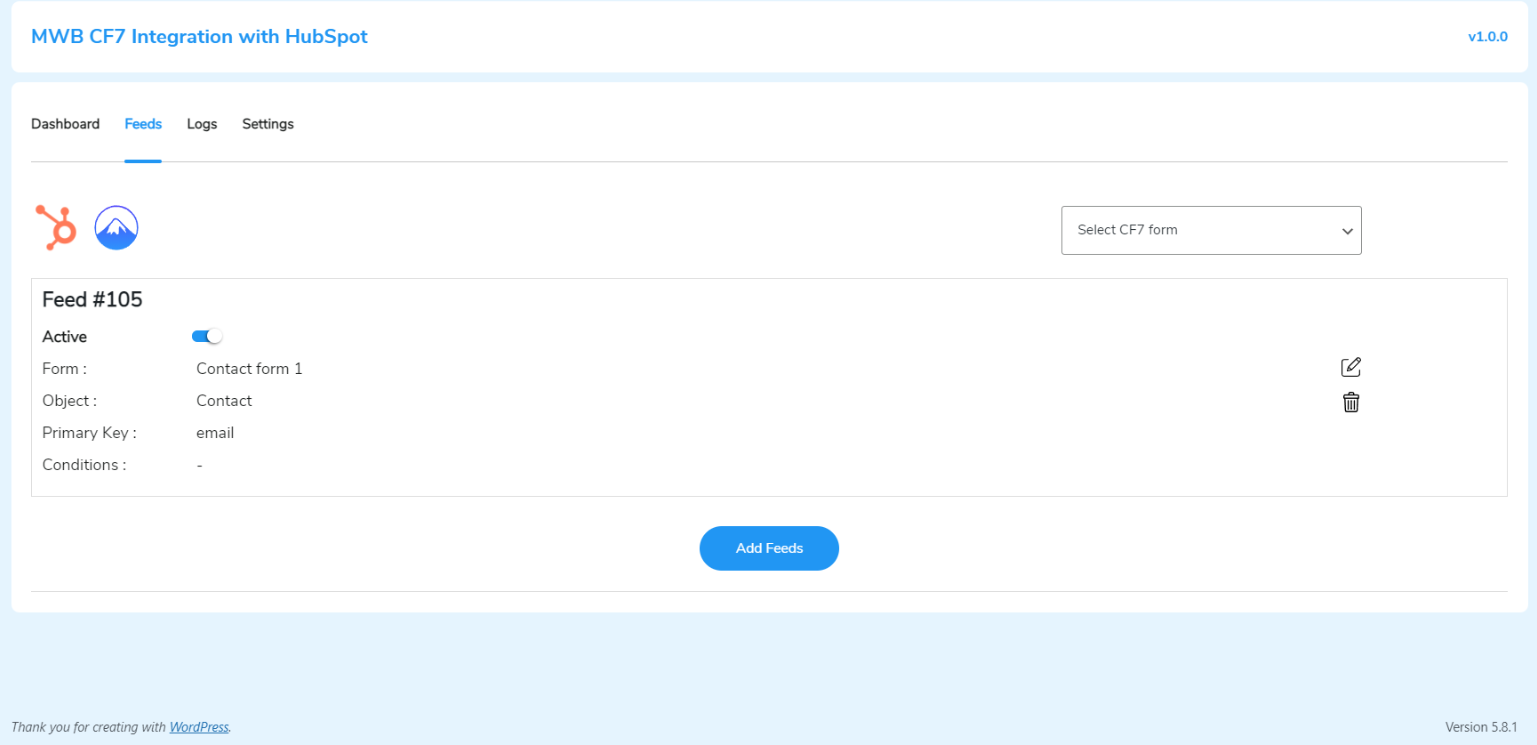 MWB CF7 Integration with HubSpot
v1.0.0
Dashboard Feeds Logs Settings
Select CF7 form
Feed #105
Active
Form : Contact form 1
Object : Contact
Primary Key : email
Conditions : -
Add Feeds
Thank you for creating with WordPress.
Version 5.8.1